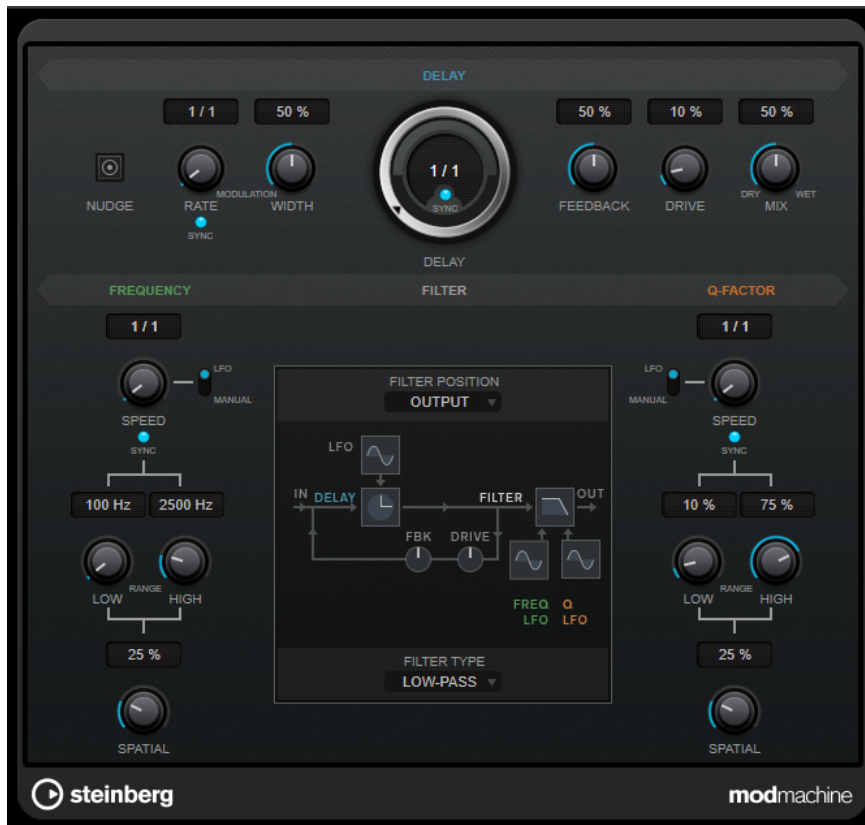 DELAY
1 / 1 50 % 50 % 10 % 50 %
1 / 1
SYNC
MODULATION DRY WET
NUDGE RATE WIDTH FEEDBACK DRIVE MIX
SYNC
DELAY
FREQUENCY FILTER Q-FACTOR
1 / 1 1 / 1
LFO LFO
FILTER POSITION
MANUAL MANUAL
OUTPUT
SPEED SPEED
SYNC SYNC
LFO
IN DELAY FILTER OUT
100 Hz 2500 Hz 10 % 75 %
FBK DRIVE
RANGE RANGE
LOW HIGH LOW HIGH
FREQ Q
LFO LFO
25 % 25 %
FILTER TYPE
LOW-PASS
SPATIAL SPATIAL
steinberg modmachine